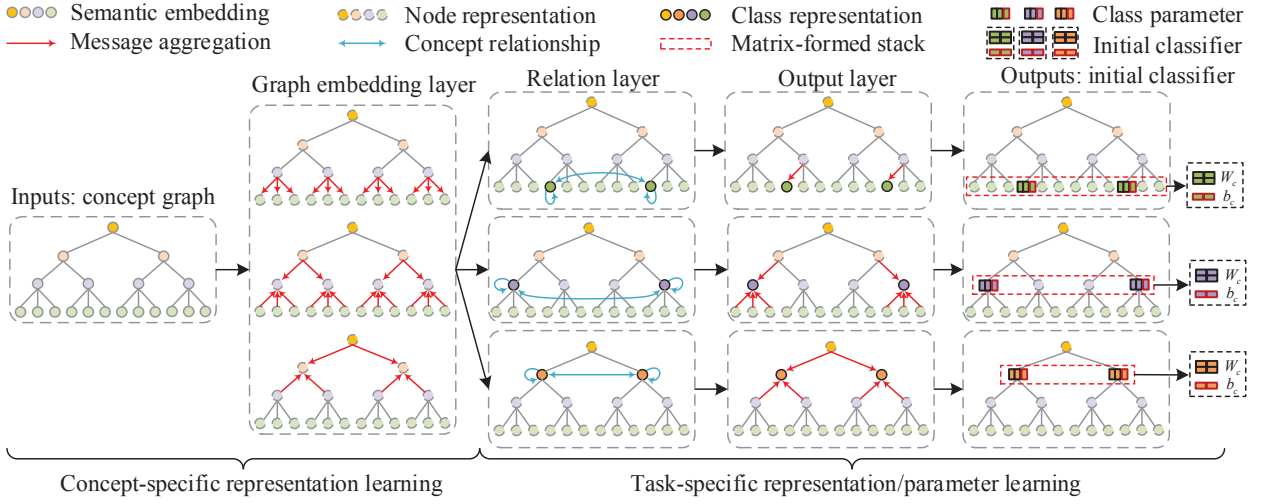 Semantic embedding
Node representation
Class representation
Class parameter
Message aggregation
Concept relationship
Matrix-formed stack
Initial classifier
Graph embedding layer
Relation layer
Output layer
Outputs: initial classifier
Inputs: concept graph
W_c
b_c
W_c
b_c
W_c
b_c
Concept-specific representation learning
Task-specific representation/parameter learning